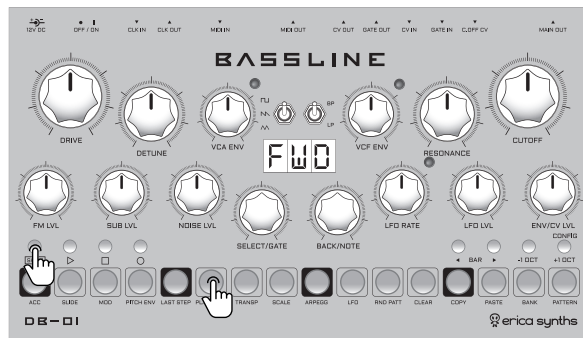 12V DC OFF / ON CLK IN CLK OUT MIDI IN MIDI OUT CV OUT GATE OUT CV IN GATE IN C.OFF CV MAIN OUT
BASSLINE
BP
LP
DRIVE DETUNE VCA ENV VCF ENV RESONANCE CUTOFF
FWD
FM LVL SUB LVL NOISE LVL SELECT/GATE BACK/NOTE LFO RATE LFO LVL ENV/CV LVL
CONFIG
BAR -1 OCT +1 OCT
ACC SLIDE MOD PITCH ENV LAST STEP TRANSP SCALE ARPEGG LFO RND PATT CLEAR COPY PASTE BANK PATTERN
DB-01 erica synths